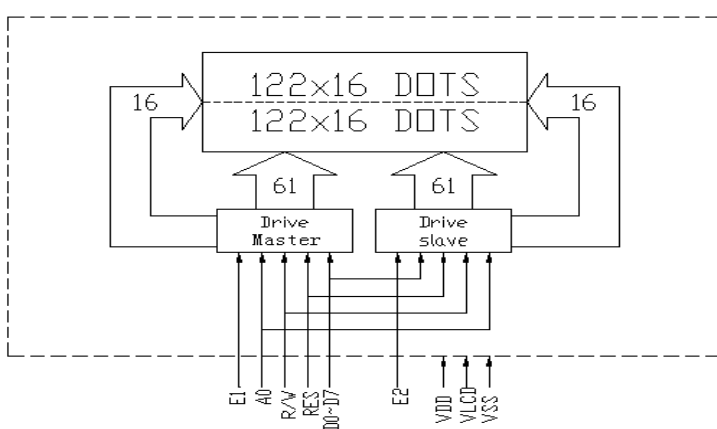 122x16 DOTS
122x16 DOTS
16
16
61
61
Drive
Master
Drive
slave
E1
A0
R/W
RES
D0~D7
E2
VDD
VLCD
VSS